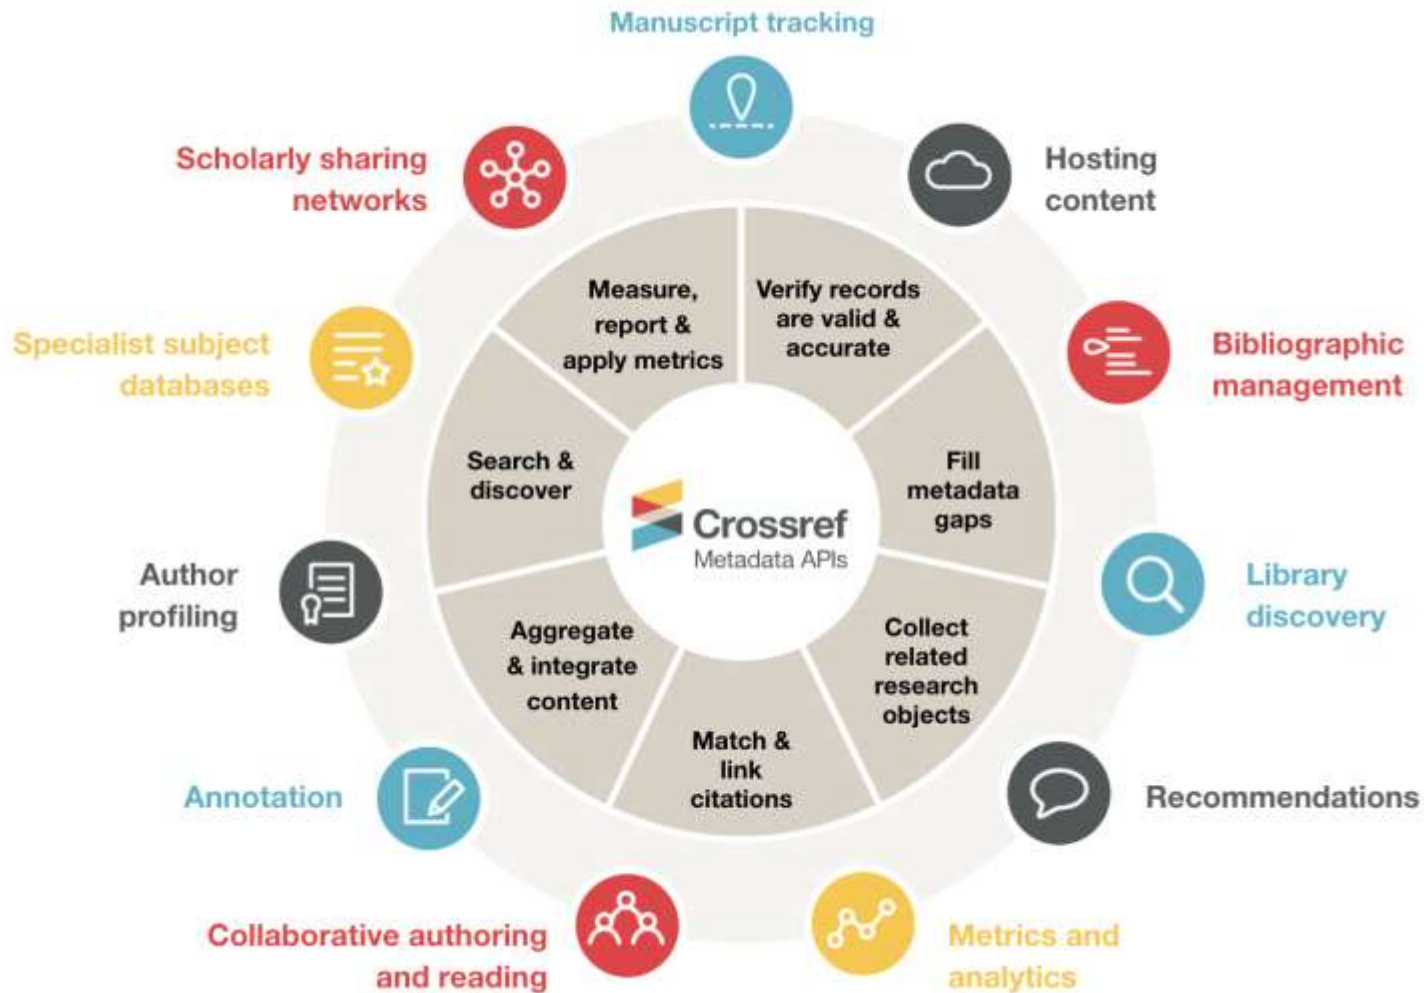 Manuscript tracking
Hosting
content
Bibliographic
management
Library
discovery
Recommendations
Metrics and
analytics
Collaborative authoring
and reading
Annotation
Author
profiling
Specialist subject
databases
Scholarly sharing
networks
Measure,
report &
apply metrics
Verify records
are valid &
accurate
Fill
metadata
gaps
Collect
related
research
objects
Match &
link
citations
Aggregate
& integrate
content
Search &
discover
Crossref
Metadata APIs